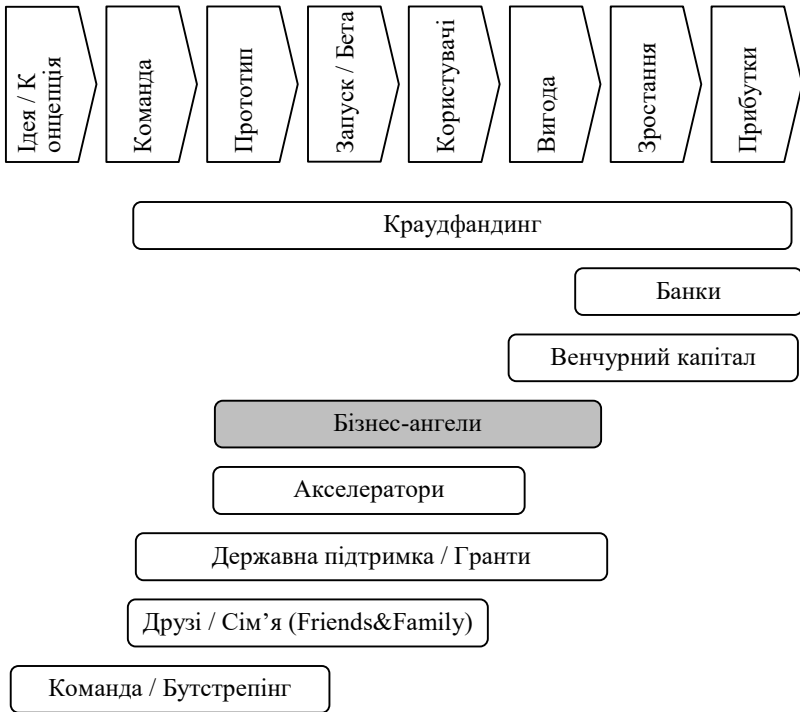 Ідея / К
онцепція
Команда
Прототип
Запуск / Бета
Користувачі
Вигода
Зростання
Прибутки
Краудфандинг
Банки
Венчурний капітал
Бізнес-ангели
Акселератори
Державна підтримка / Гранти
Друзі / Сім’я (Friends&Family)
Команда / Бутстрепінг